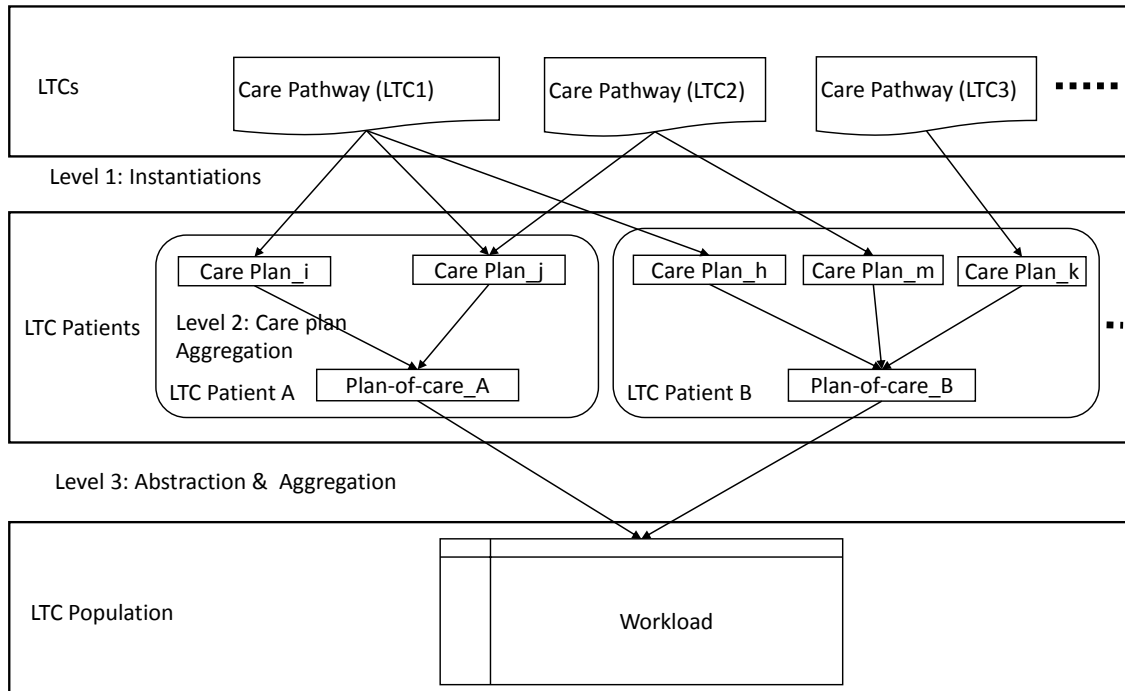 LTCs
Care Pathway (LTC1)
Care Pathway (LTC2)
Care Pathway (LTC3)
Level 1: Instantiations
LTC Patients
Care Plan_i
Care Plan_j
Level 2: Care plan
Aggregation
LTC Patient A
Plan-of-care_A
Care Plan_h
Care Plan_m
Care Plan_k
LTC Patient B
Plan-of-care_B
Level 3: Abstraction & Aggregation
LTC Population
Workload